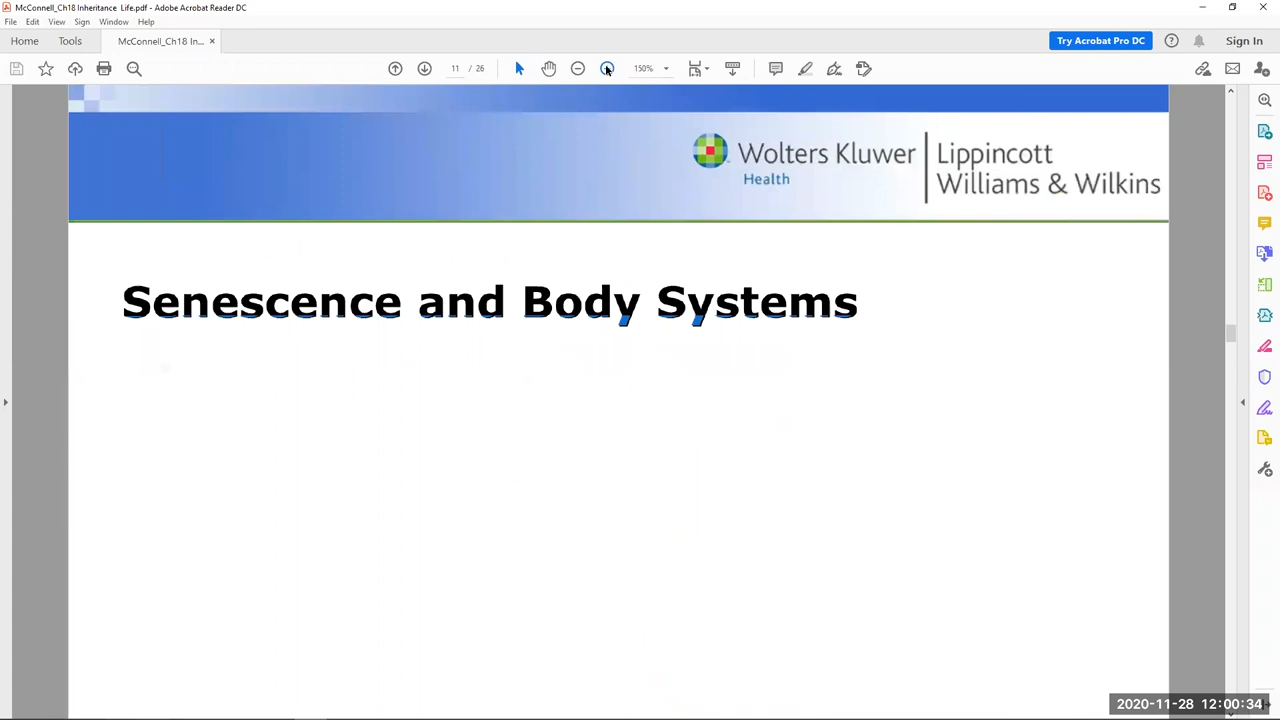 McConnell_Ch18 Inheritance Life.pdf - Adobe Acrobat Reader DC
File Edit View Sign Window Help
Home Tools McConnell_Ch18 In... × Try Acrobat Pro DC Sign In
11 / 26 150%
Wolters Kluwer Lippincott
Health Williams & Wilkins
Senescence and Body Systems
2020-11-28 12:00:34